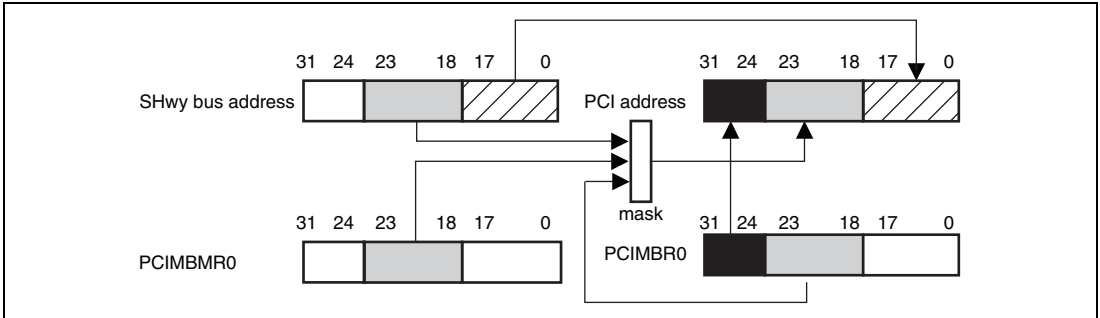 31 24 23 18 17 0 31 24 23 18 17 0
SHwy bus address PCI address
mask
31 24 23 18 17 0 31 24 23 18 17 0
PCIMBMR0 PCIMBR0